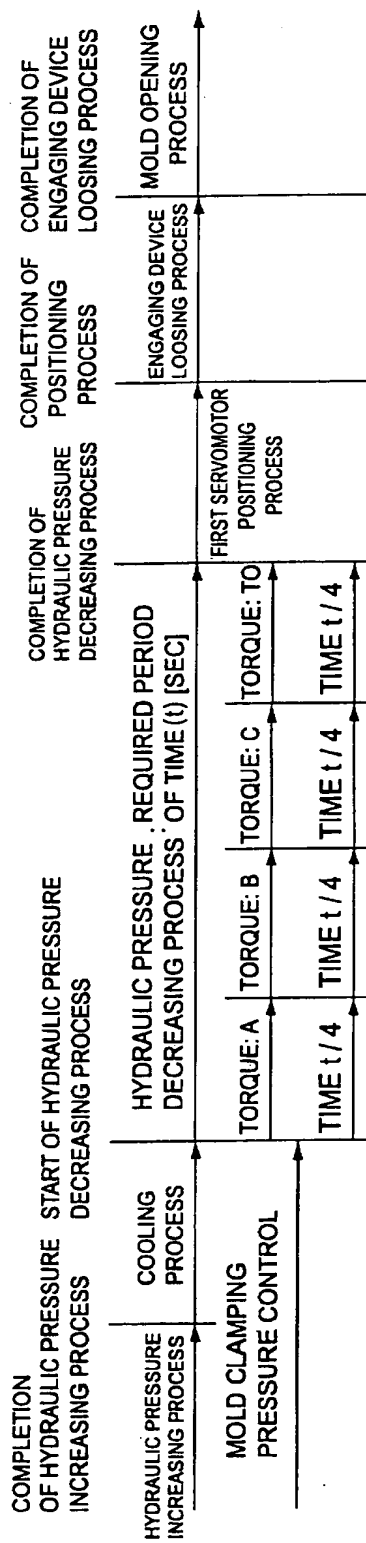 COMPLETION
OF HYDRAULIC PRESSURE
INCREASING PROCESS
START OF HYDRAULIC PRESSURE
DECREASING PROCESS
COMPLETION OF
HYDRAULIC PRESSURE
DECREASING PROCESS
COMPLETION OF
POSITIONING
PROCESS
COMPLETION OF
ENGAGING DEVICE
LOOSING PROCESS
HYDRAULIC PRESSURE
INCREASING PROCESS
COOLING
PROCESS
HYDRAULIC PRESSURE REQUIRED PERIOD
DECREASING PROCESS OF TIME (t) [SEC]
FIRST SERVOMOTOR
POSITIONING
PROCESS
ENGAGING DEVICE
LOOSING PROCESS
MOLD OPENING
PROCESS
MOLD CLAMPING
PRESSURE CONTROL
TORQUE: A
TORQUE: B
TORQUE: C
TORQUE: TO
TIME t / 4
TIME t / 4
TIME t / 4
TIME t / 4